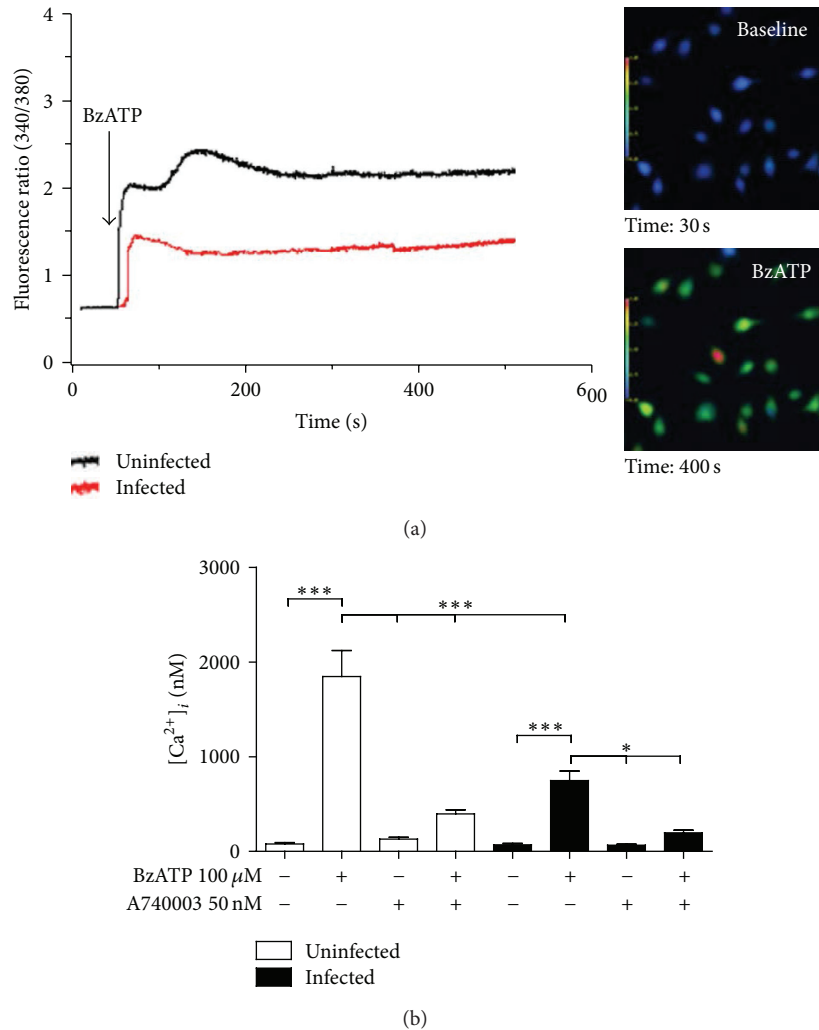 4
3
2
1
0
Fluorescence ratio (340/380)
BzATP
0 200 400 600
Time (s)
Uninfected
Infected
Baseline
Time: 30 s
BzATP
Time: 400 s
(a)
3000
2000
1000
0
[Ca²⁺]ᵢ (nM)
***
***
***
*
BzATP 100 μM − + − + − + − +
A740003 50 nM − − + + − − + +
Uninfected
Infected
(b)